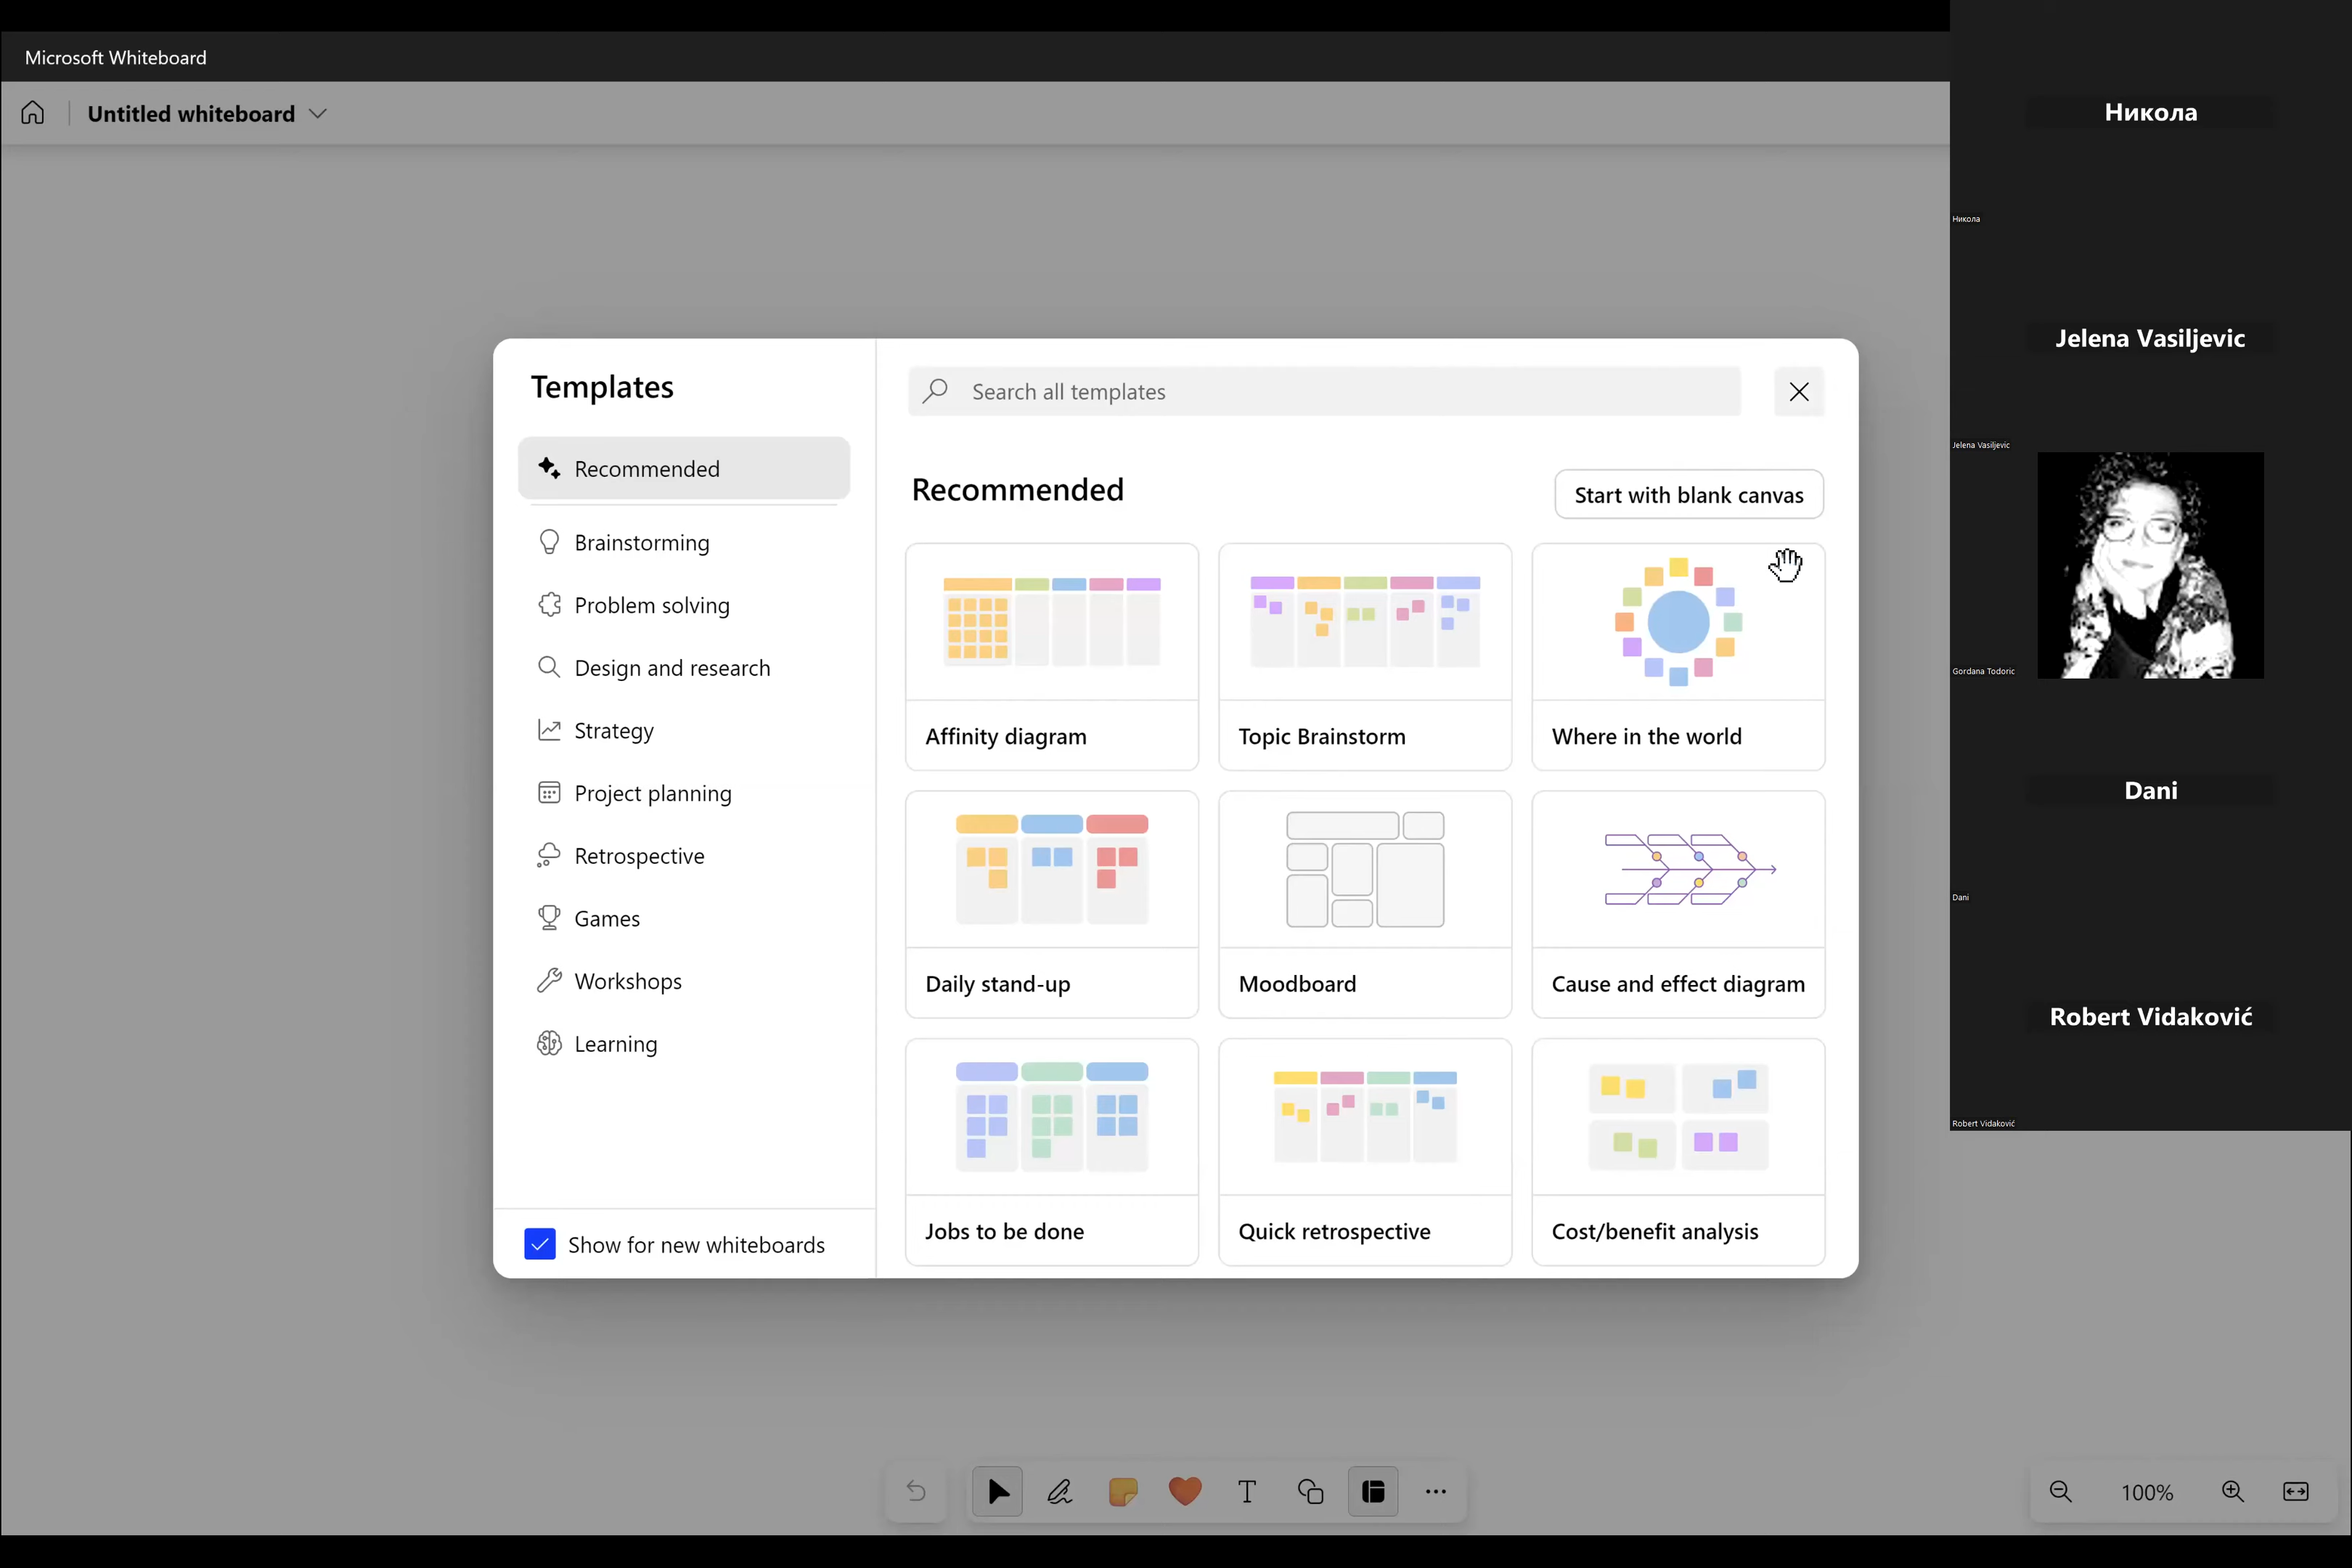 Microsoft Whiteboard
Untitled whiteboard
Templates
Recommended
Brainstorming
Problem solving
Design and research
Strategy
Project planning
Retrospective
Games
Workshops
Learning
Show for new whiteboards
Search all templates
Recommended
Start with blank canvas
Affinity diagram
Topic Brainstorm
Where in the world
Daily stand-up
Moodboard
Cause and effect diagram
Jobs to be done
Quick retrospective
Cost/benefit analysis
T
100%
Никола
Никола
Jelena Vasiljevic
Jelena Vasiljevic
Gordana Todoric
Dani
Dani
Robert Vidaković
Robert Vidaković